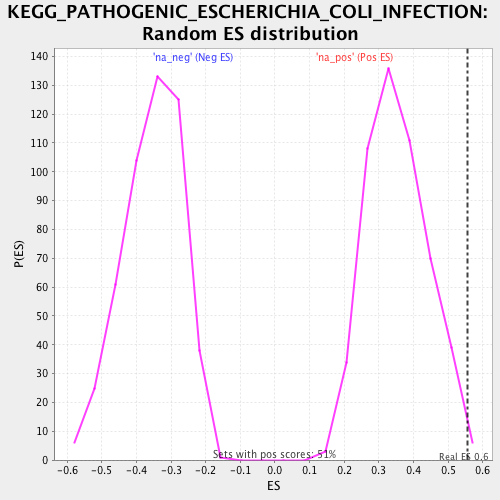 KEGG_PATHOGENIC_ESCHERICHIA_COLI_INFECTION:
Random ES distribution
'na_neg' (Neg ES)
'na_pos' (Pos ES)
140
130
120
110
100
90
80
70
60
50
40
30
20
10
0
P(ES)
Sets with pos scores: 51%
Real ES 0.6
-0.6 -0.5 -0.4 -0.3 -0.2 -0.1 0.0 0.1 0.2 0.3 0.4 0.5 0.6
ES